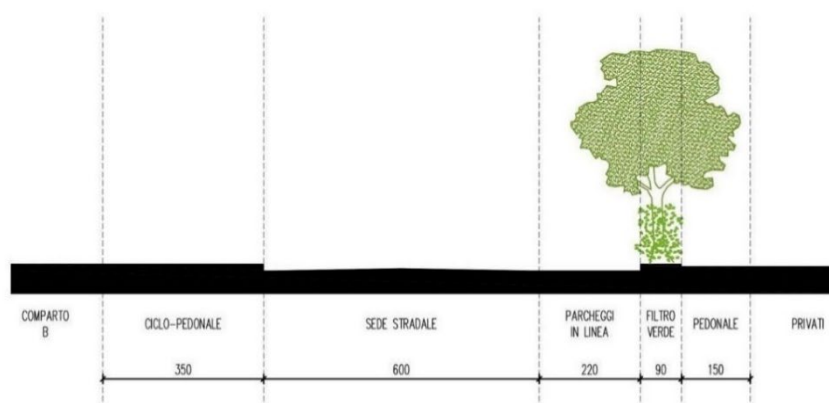 COMPARTO
B
CICLO-PEDONALE
SEDE STRADALE
PARCHEGGI
IN LINEA
FILTRO
VERDE
PEDONALE
PRIVATI
350
600
220
90
150